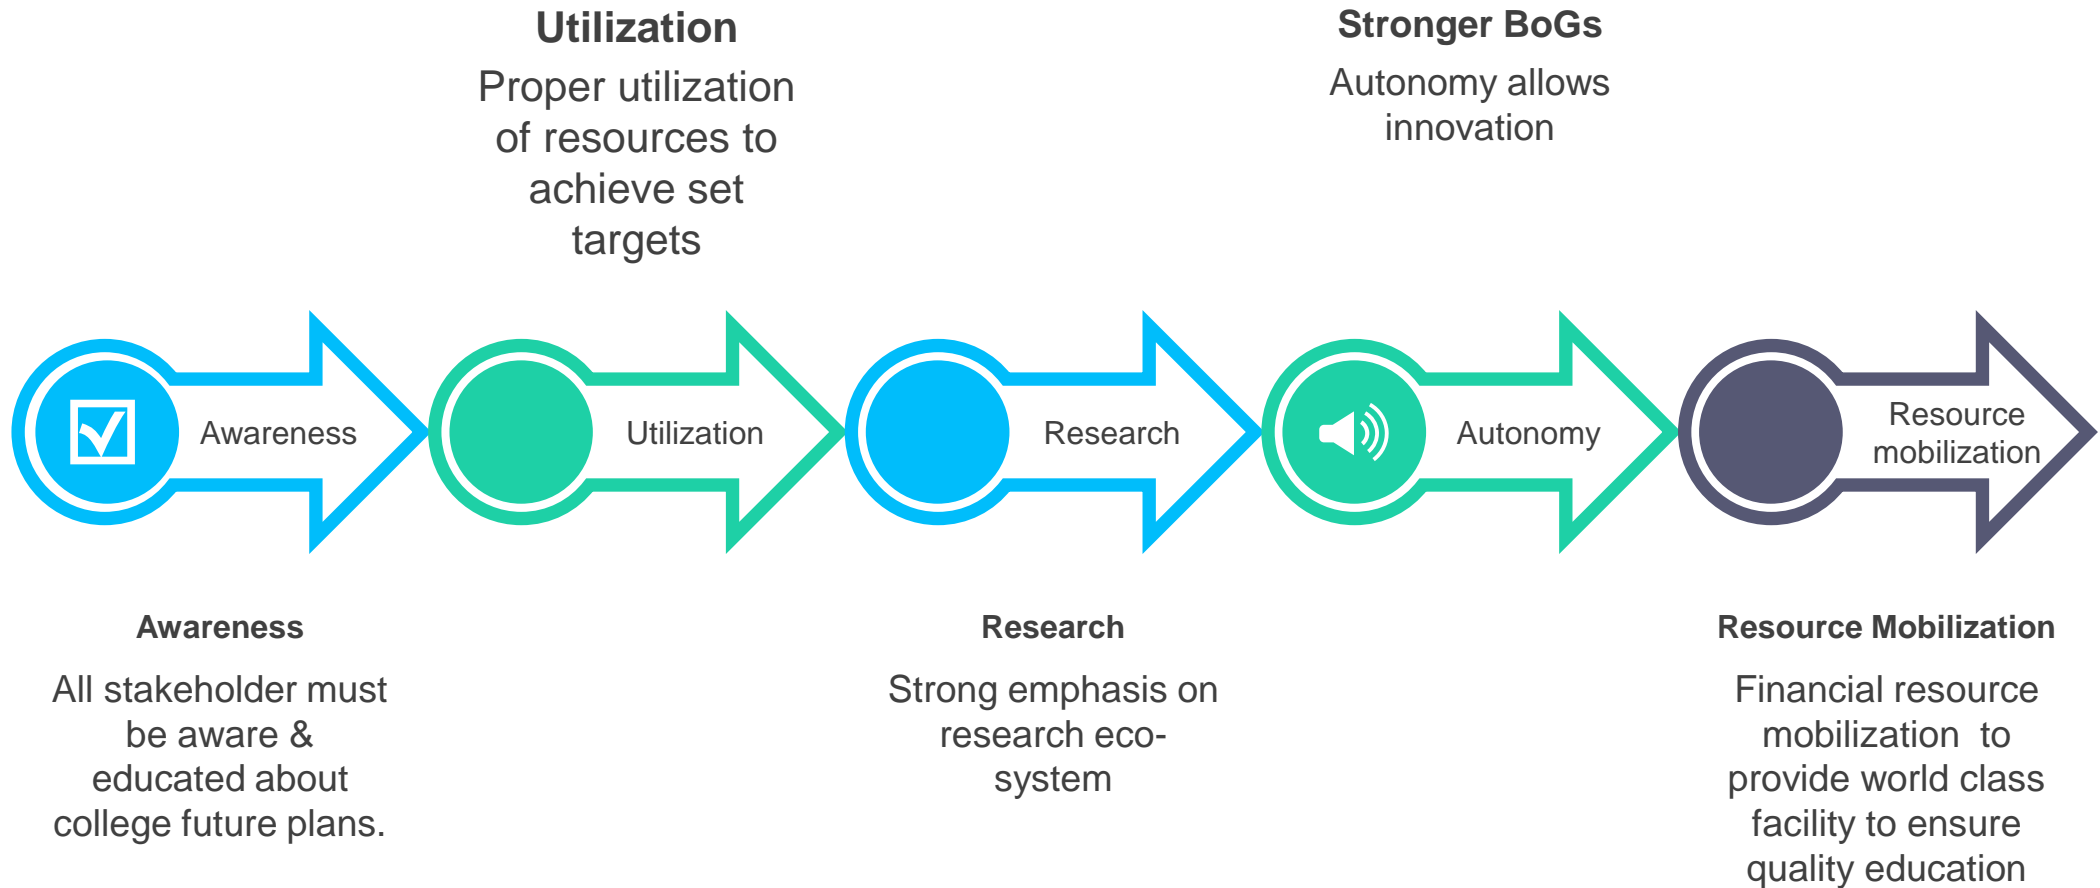 Utilization
Proper utilization
of resources to
achieve set
targets
Stronger BoGs
Autonomy allows
innovation
Awareness
Utilization
Research
Autonomy
Resource
mobilization
Awareness
All stakeholder must
be aware &
educated about
college future plans.
Research
Strong emphasis on
research eco-
system
Resource Mobilization
Financial resource
mobilization  to
provide world class
facility to ensure
quality education